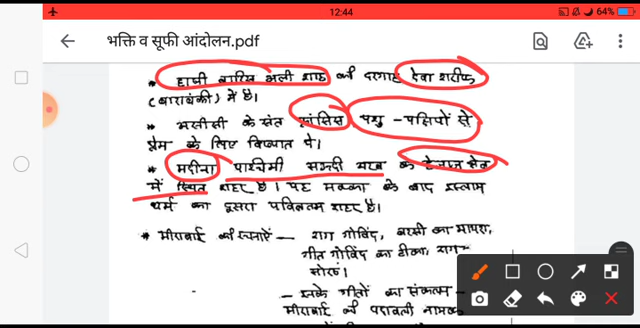 12:44
64%
भक्ति व सूफी आंदोलन.pdf
* हाजी वारिस अली शाह की दरगाह देवा शरीफ
(बाराबंकी) में है।
* असीसी के संत फ्रांसिस पशु-पक्षियों से
प्रेम के लिए विख्यात थे।
* मदीना पश्चिमी सऊदी अरब के हेजाज क्षेत्र
में स्थित शहर है। यह मक्का के बाद इस्लाम
धर्म का दूसरा पवित्रतम शहर है।
* मीराबाई की रचनाएं — राग गोविंद, नरसी का मायरा,
गीत गोविंद का टीका, राग-
सोरठ।
- इनके गीतों का संकलन -
मीराबाई की पदावली नामक